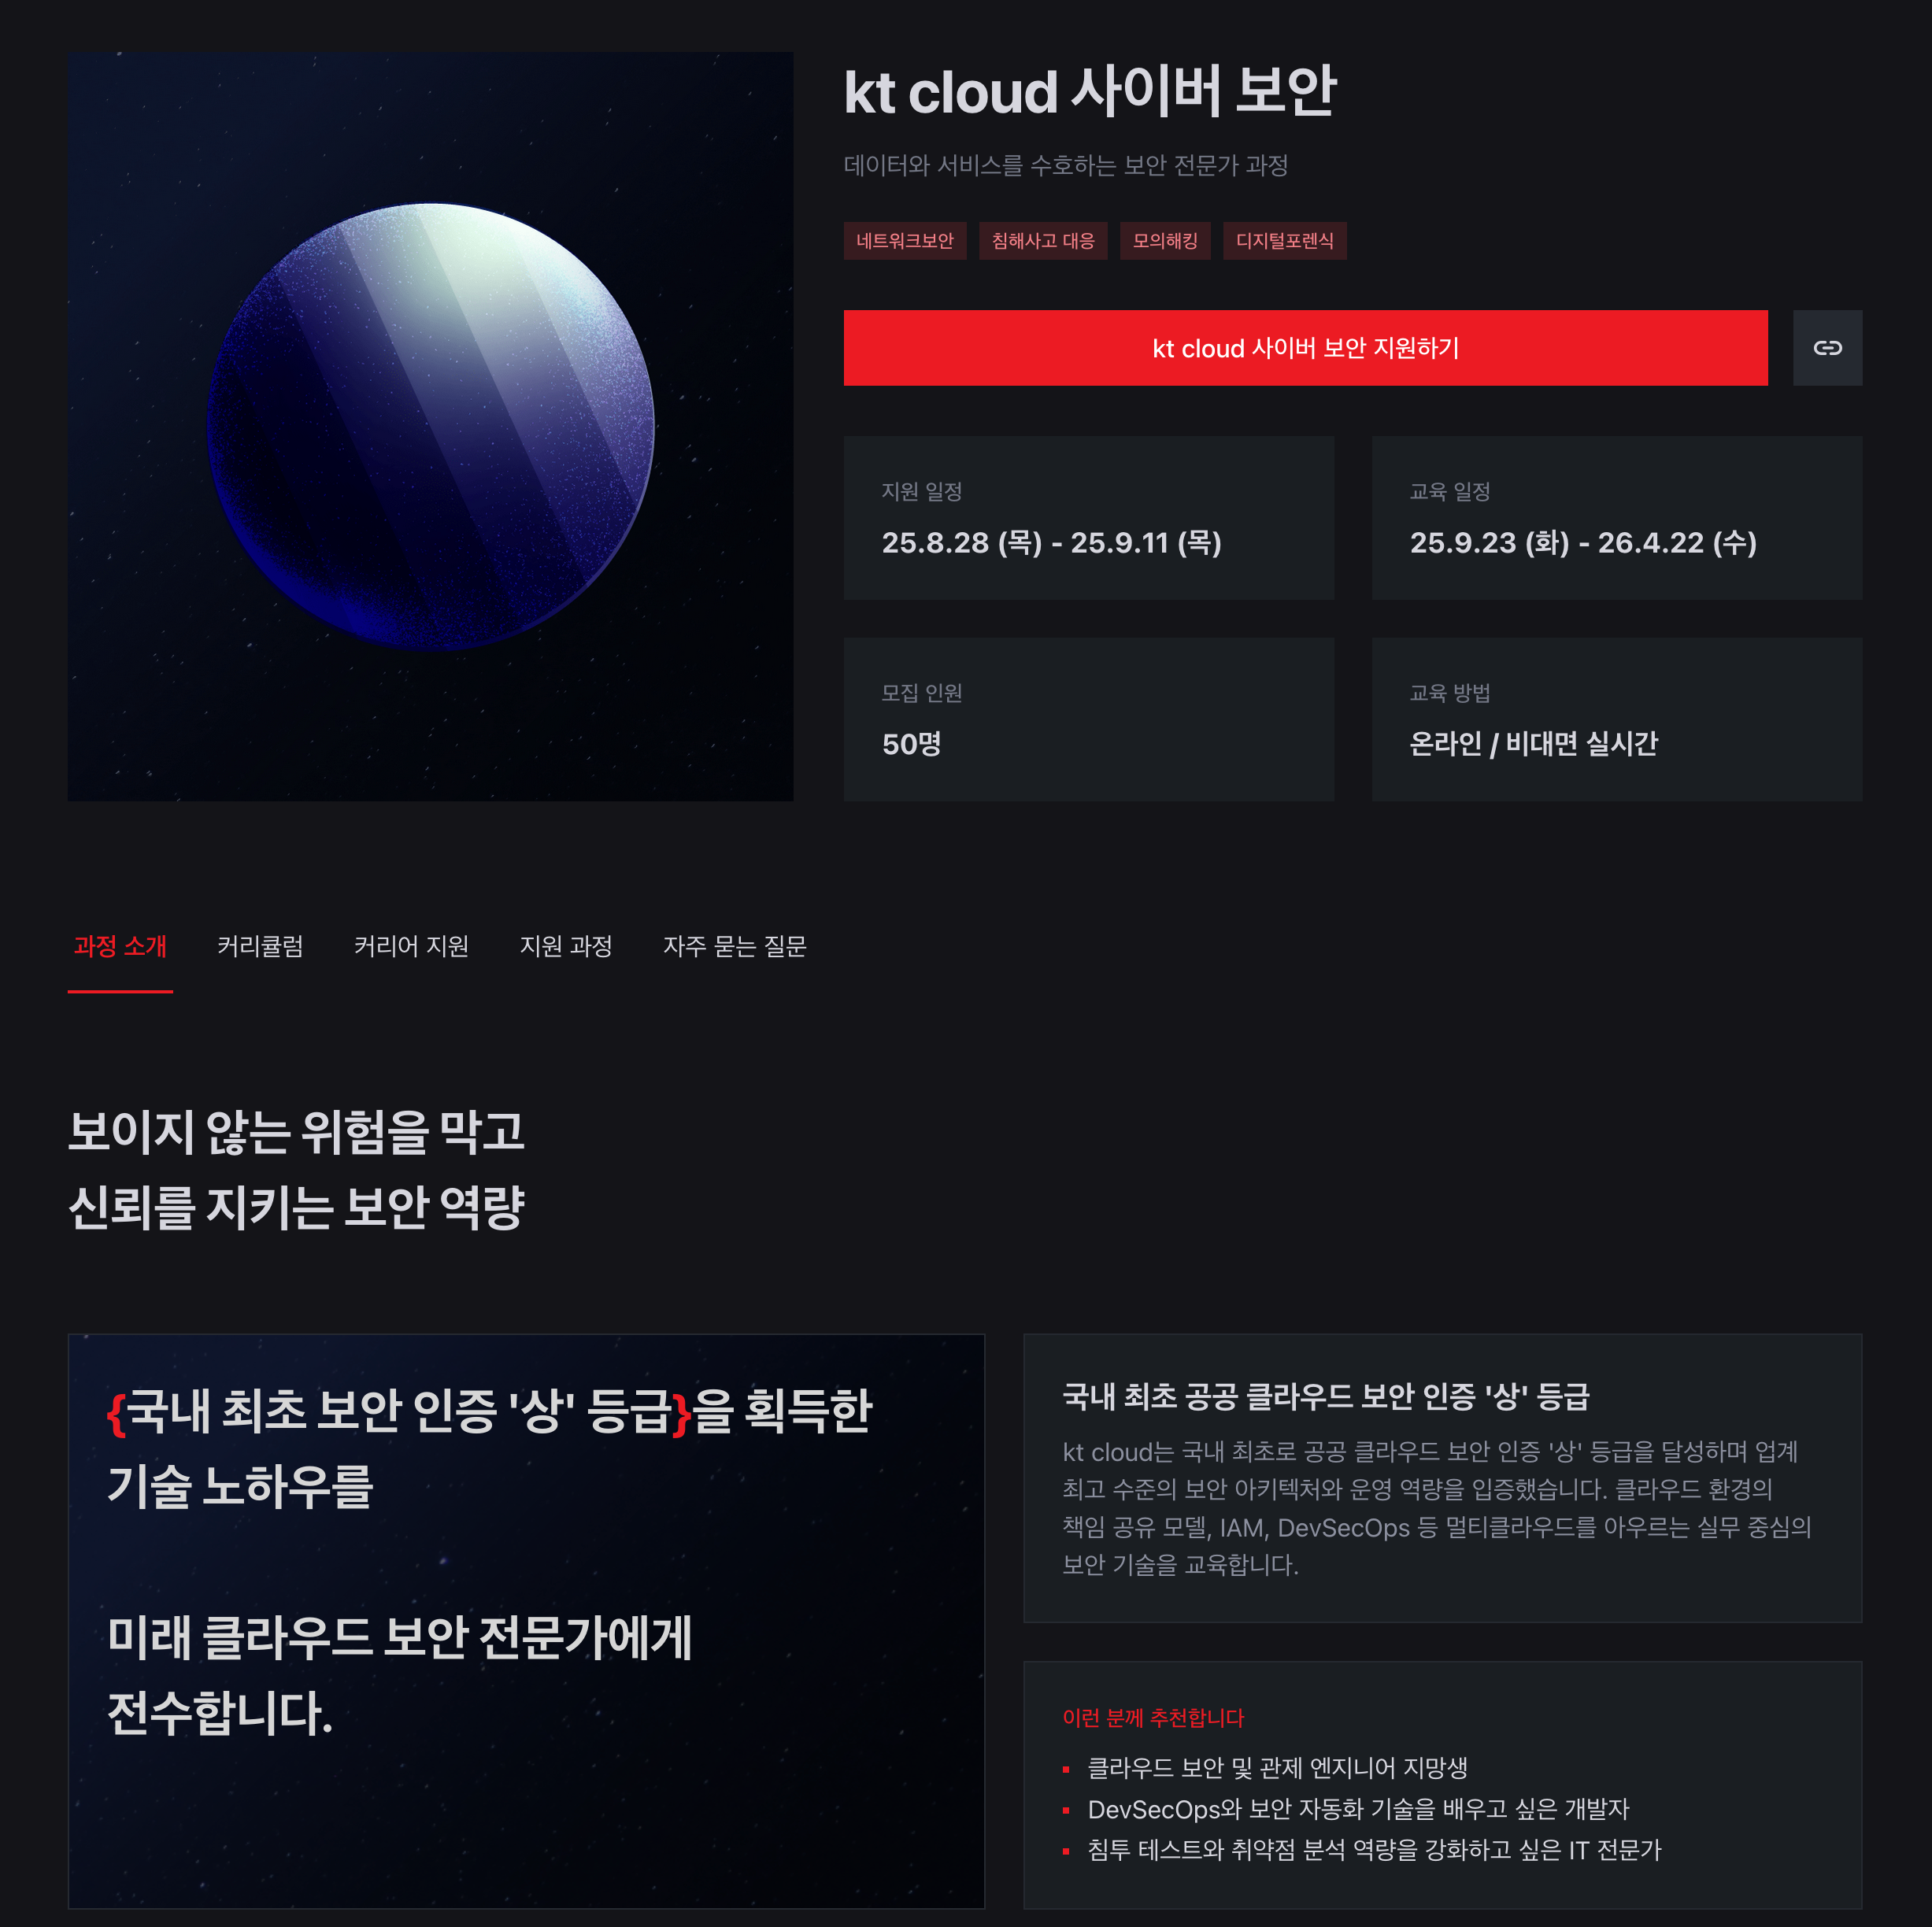 kt cloud 사이버 보안
데이터와 서비스를 수호하는 보안 전문가 과정
네트워크보안
침해사고 대응
모의해킹
디지털포렌식
kt cloud 사이버 보안 지원하기
지원 일정
25.8.28 (목) - 25.9.11 (목)
교육 일정
25.9.23 (화) - 26.4.22 (수)
모집 인원
50명
교육 방법
온라인 / 비대면 실시간
과정 소개
커리큘럼
커리어 지원
지원 과정
자주 묻는 질문
보이지 않는 위험을 막고
신뢰를 지키는 보안 역량
{국내 최초 보안 인증 '상' 등급}을 획득한
기술 노하우를
미래 클라우드 보안 전문가에게
전수합니다.
국내 최초 공공 클라우드 보안 인증 '상' 등급
kt cloud는 국내 최초로 공공 클라우드 보안 인증 '상' 등급을 달성하며 업계
최고 수준의 보안 아키텍처와 운영 역량을 입증했습니다. 클라우드 환경의
책임 공유 모델, IAM, DevSecOps 등 멀티클라우드를 아우르는 실무 중심의
보안 기술을 교육합니다.
이런 분께 추천합니다
클라우드 보안 및 관제 엔지니어 지망생
DevSecOps와 보안 자동화 기술을 배우고 싶은 개발자
침투 테스트와 취약점 분석 역량을 강화하고 싶은 IT 전문가